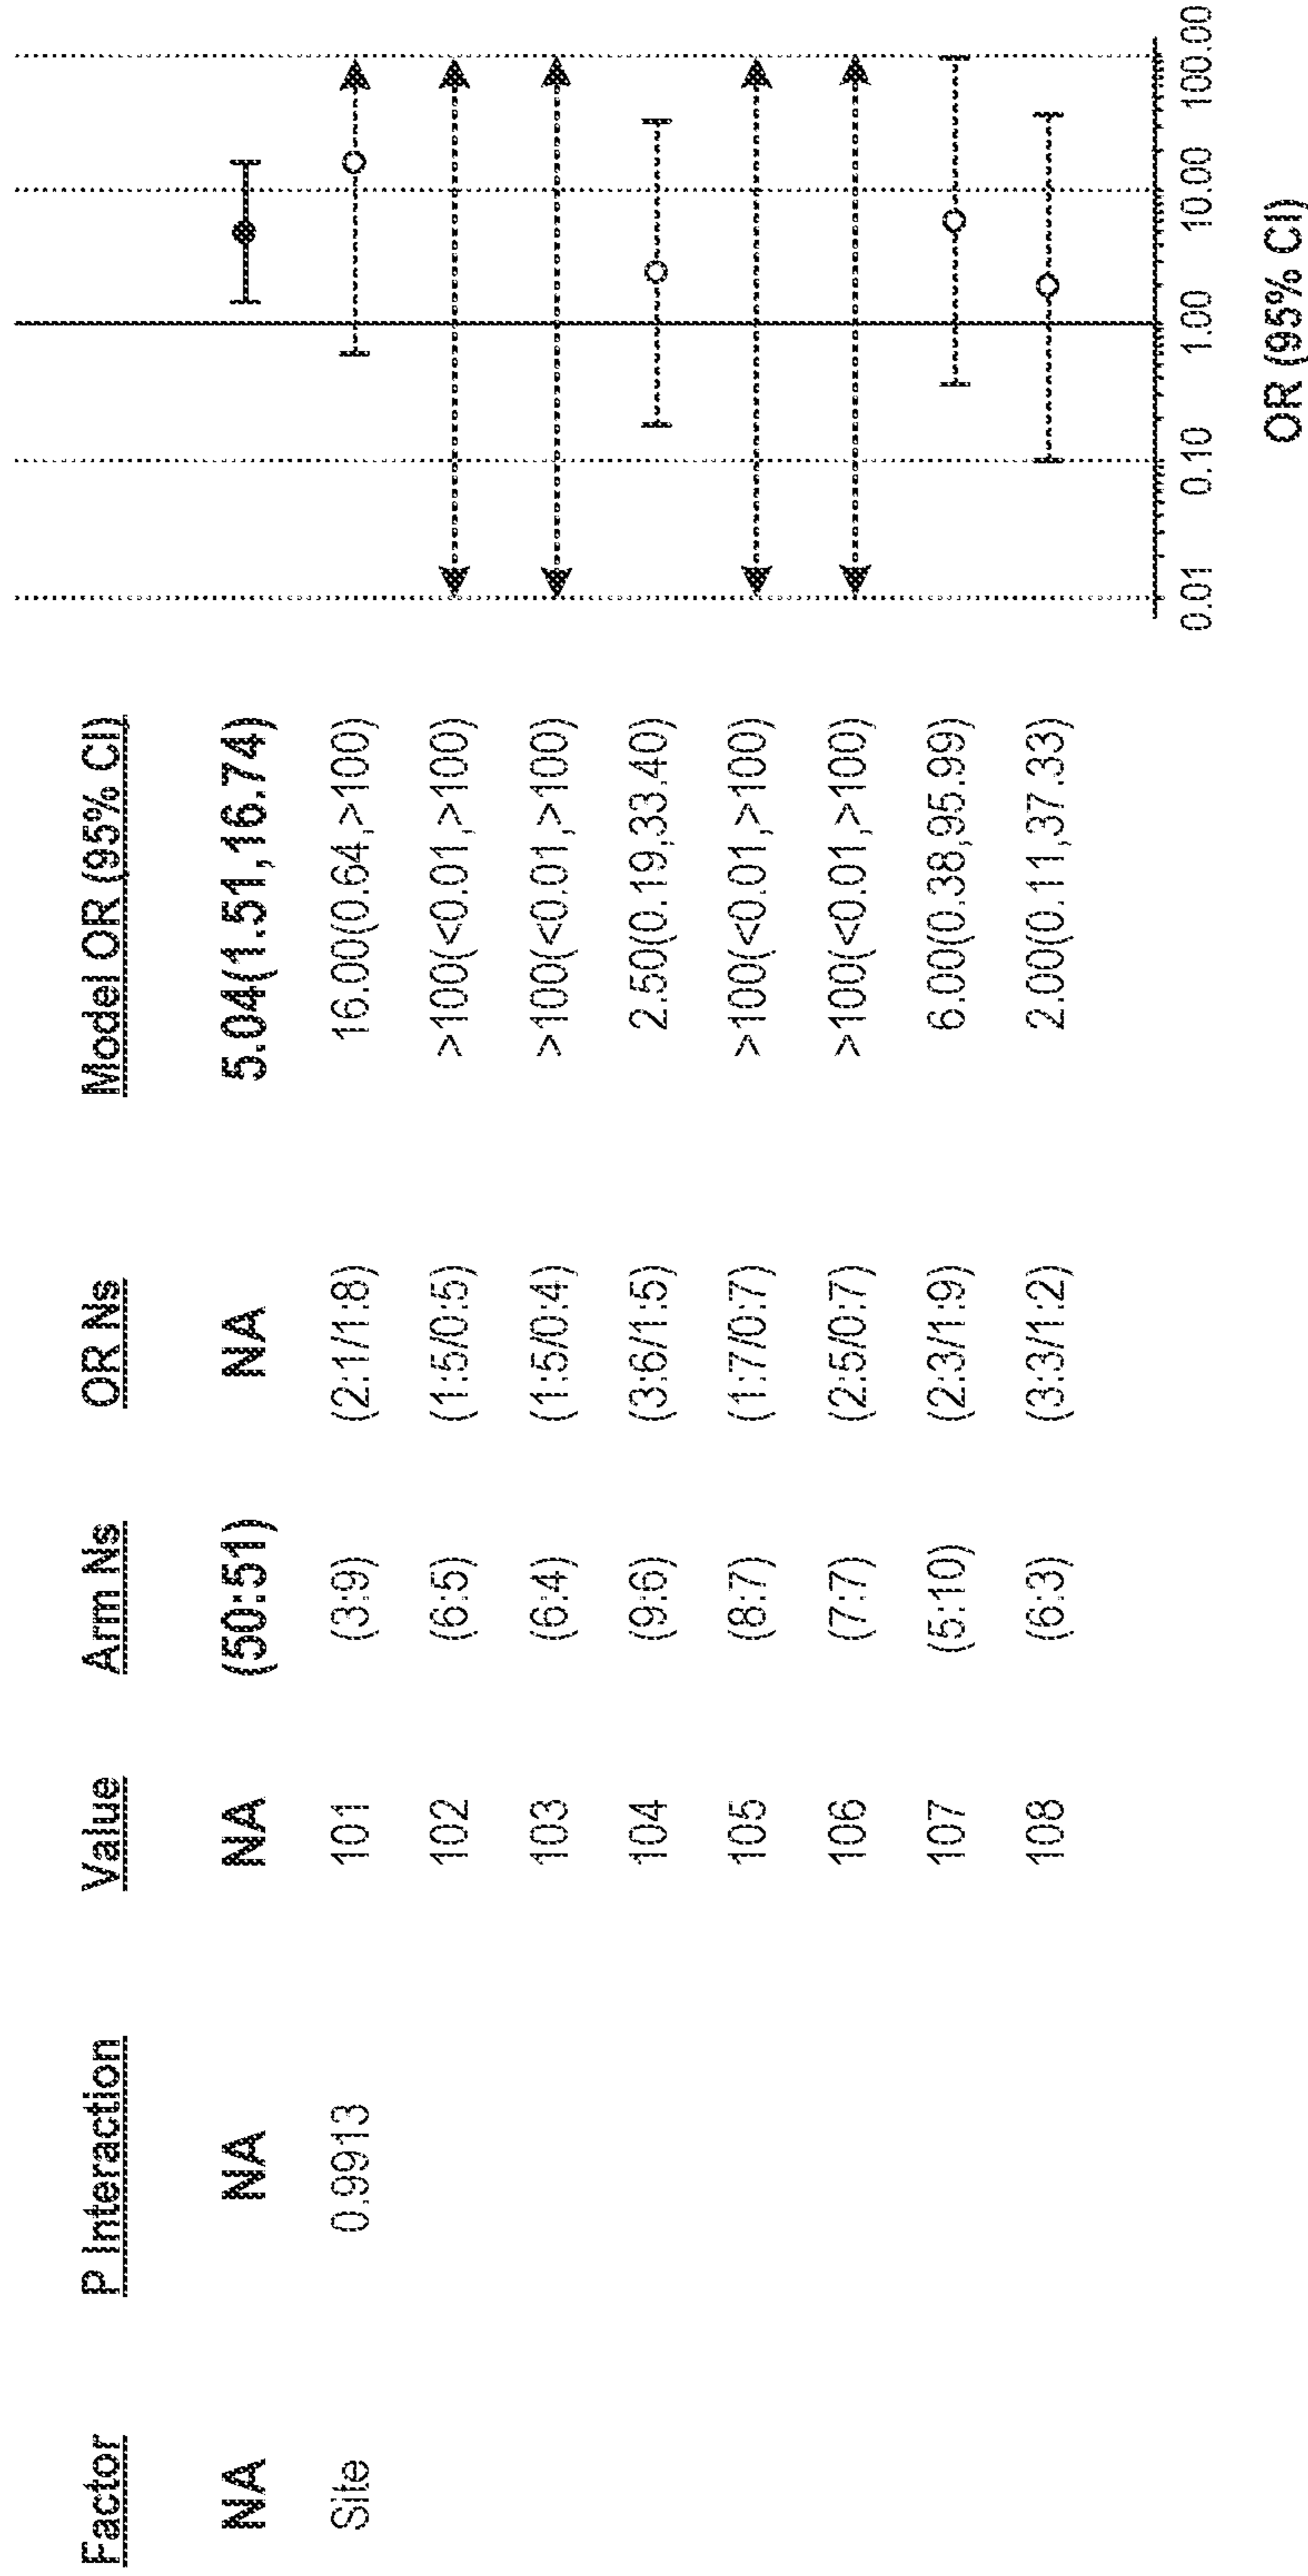 Factor P Interaction Value Arm Ns OR Ns Model OR (95% CI)
NA NA NA (50:51) NA 5.04(1.51,16.74)
Site 0.9913 101 (3:9) (2:1/1:8) 16.00(0.64,>100)
102 (6:5) (1:5/0:5) >100(<0.01,>100)
103 (6:4) (1:5/0:4) >100(<0.01,>100)
104 (9:6) (3:6/1:5) 2.50(0.19,33.40)
105 (8:7) (1:7/0:7) >100(<0.01,>100)
106 (7:7) (2:5/0:7) >100(<0.01,>100)
107 (5:10) (2:3/1:9) 6.00(0.38,95.99)
108 (6:3) (3:3/1:2) 2.00(0.11,37.33)
0.01 0.10 1.00 10.00 100.00
OR (95% CI)